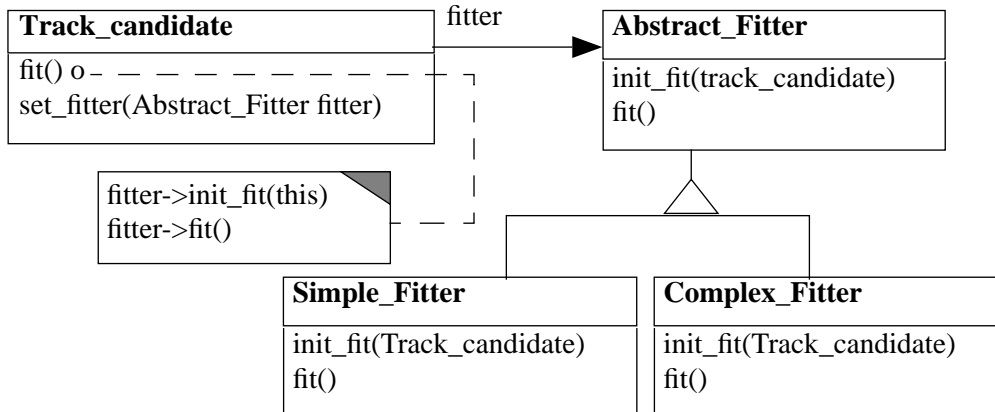 Track_candidate
fit() o
set_fitter(Abstract_Fitter fitter)
fitter
Abstract_Fitter
init_fit(track_candidate)
fit()
fitter->init_fit(this)
fitter->fit()
Simple_Fitter
init_fit(Track_candidate)
fit()
Complex_Fitter
init_fit(Track_candidate)
fit()